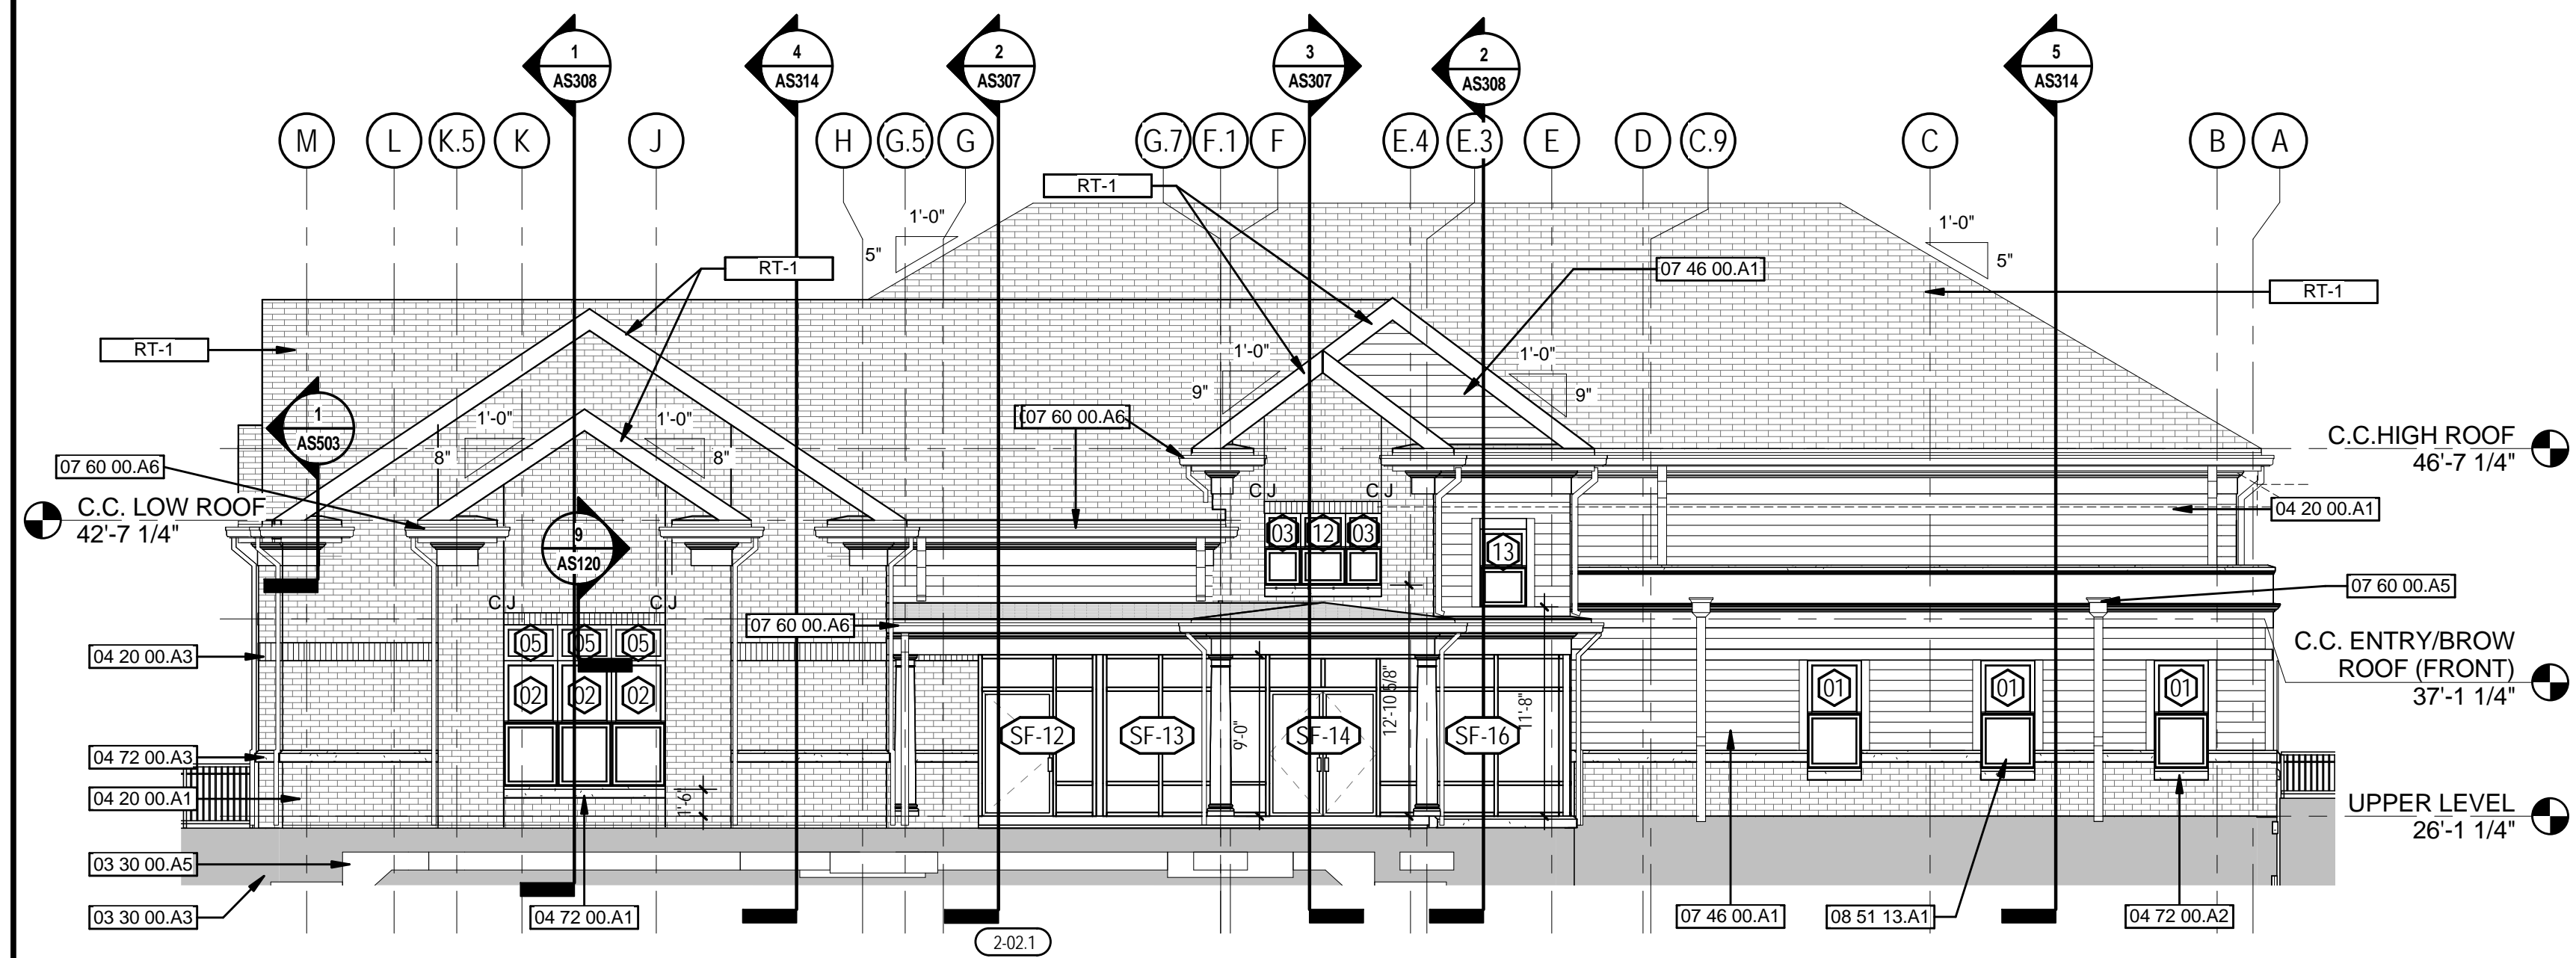 1
AS308
4
AS314
2
AS307
3
AS307
2
AS308
5
AS314
M
L
K.5
K
J
H
G.5
G
G.7
F.1
F
E.4
E.3
E
D
C.9
C
B
A
RT-1
1'-0"
5"
1'-0"
5"
RT-1
07 46 00.A1
RT-1
RT-1
1'-0"
9"
1'-0"
9"
1
AS503
1'-0"
8"
1'-0"
8"
07 60 00.A6
C.C.HIGH ROOF
46'-7 1/4"
07 60 00.A6
C.C. LOW ROOF
42'-7 1/4"
C J
C J
04 20 00.A1
03
12
03
13
9
AS120
07 60 00.A5
C J
C J
07 60 00.A6
05
05
05
C.C. ENTRY/BROW
ROOF (FRONT)
37'-1 1/4"
04 20 00.A3
02
02
02
01
01
01
SF-12
SF-13
9'-0"
SF-14
12'-10 5/8"
SF-16
11'-8"
04 72 00.A3
04 20 00.A1
1'-6"
UPPER LEVEL
26'-1 1/4"
03 30 00.A5
03 30 00.A3
04 72 00.A1
07 46 00.A1
08 51 13.A1
04 72 00.A2
2-02.1